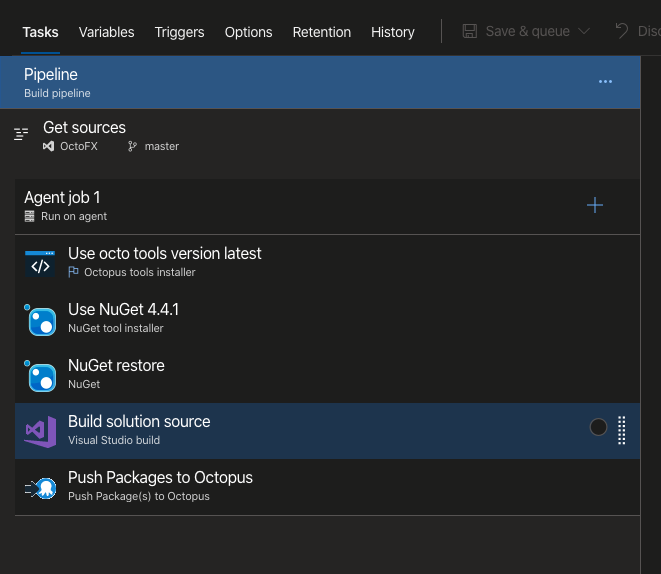 Tasks Variables Triggers Options Retention History Save & queue
Pipeline
Build pipeline
Get sources
OctoFX master
Agent job 1
Run on agent
Use octo tools version latest
Octopus tools installer
Use NuGet 4.4.1
NuGet tool installer
NuGet restore
NuGet
Build solution source
Visual Studio build
Push Packages to Octopus
Push Package(s) to Octopus